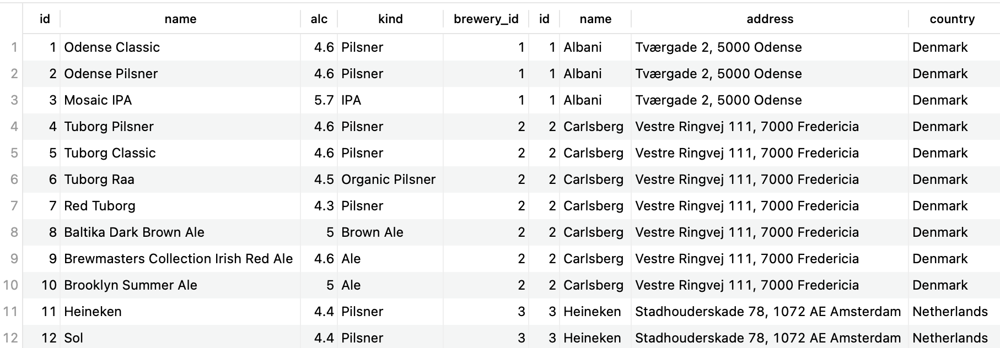 id name alc kind brewery_id id name address country
1 1 Odense Classic 4.6 Pilsner 1 1 Albani Tværgade 2, 5000 Odense Denmark
2 2 Odense Pilsner 4.6 Pilsner 1 1 Albani Tværgade 2, 5000 Odense Denmark
3 3 Mosaic IPA 5.7 IPA 1 1 Albani Tværgade 2, 5000 Odense Denmark
4 4 Tuborg Pilsner 4.6 Pilsner 2 2 Carlsberg Vestre Ringvej 111, 7000 Fredericia Denmark
5 5 Tuborg Classic 4.6 Pilsner 2 2 Carlsberg Vestre Ringvej 111, 7000 Fredericia Denmark
6 6 Tuborg Raa 4.5 Organic Pilsner 2 2 Carlsberg Vestre Ringvej 111, 7000 Fredericia Denmark
7 7 Red Tuborg 4.3 Pilsner 2 2 Carlsberg Vestre Ringvej 111, 7000 Fredericia Denmark
8 8 Baltika Dark Brown Ale 5 Brown Ale 2 2 Carlsberg Vestre Ringvej 111, 7000 Fredericia Denmark
9 9 Brewmasters Collection Irish Red Ale 4.6 Ale 2 2 Carlsberg Vestre Ringvej 111, 7000 Fredericia Denmark
10 10 Brooklyn Summer Ale 5 Ale 2 2 Carlsberg Vestre Ringvej 111, 7000 Fredericia Denmark
11 11 Heineken 4.4 Pilsner 3 3 Heineken Stadhouderskade 78, 1072 AE Amsterdam Netherlands
12 12 Sol 4.4 Pilsner 3 3 Heineken Stadhouderskade 78, 1072 AE Amsterdam Netherlands